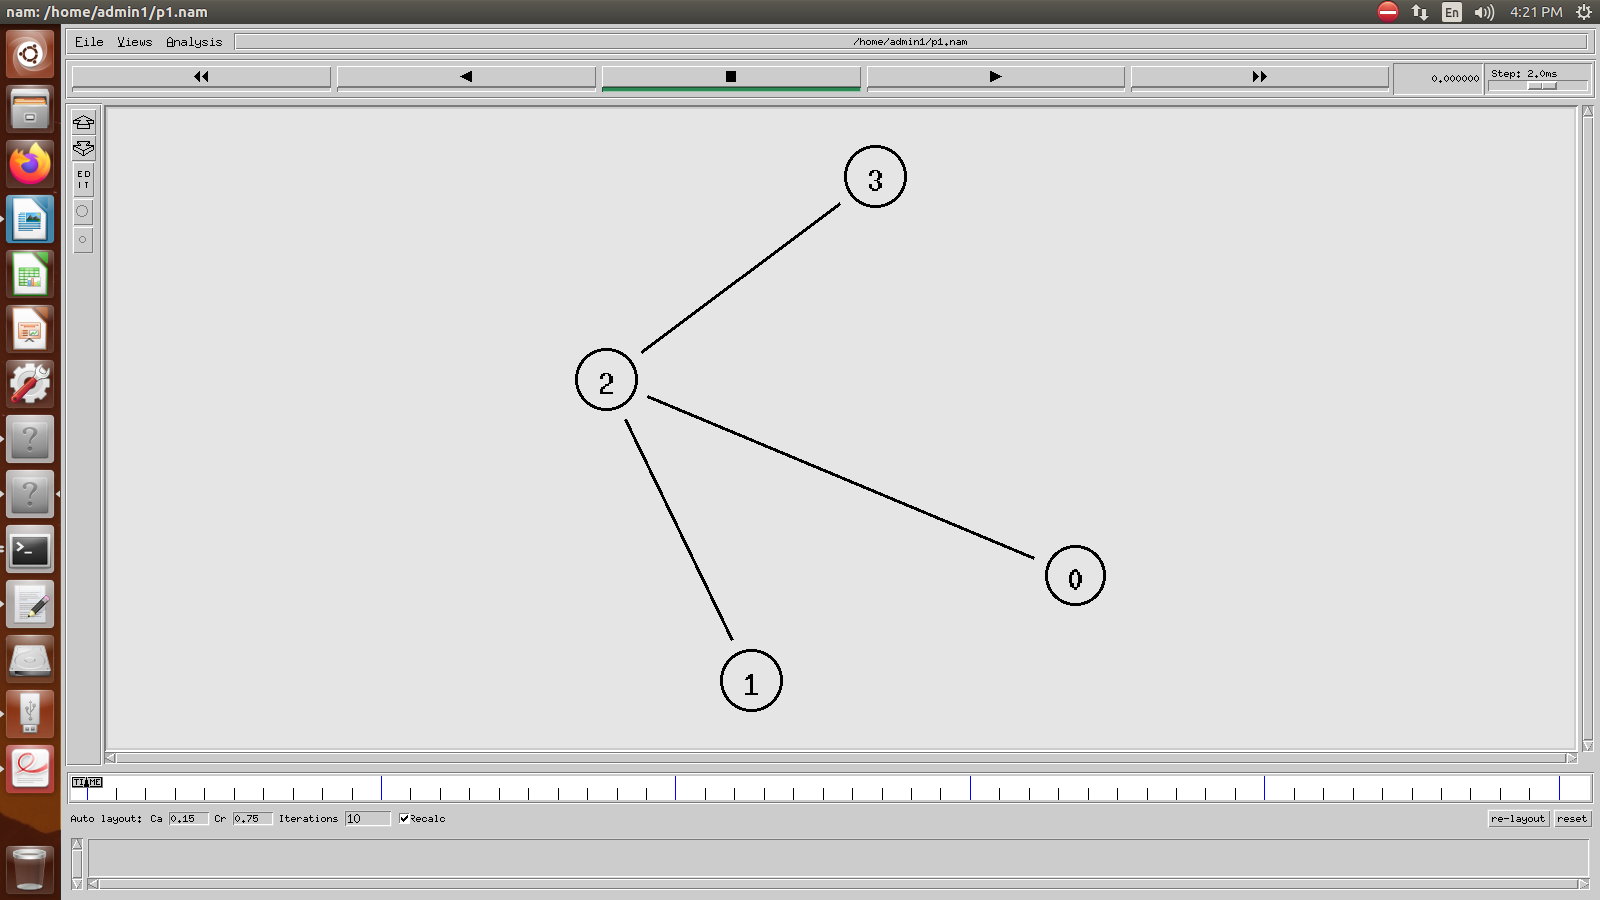 nam: /home/admin1/p1.nam
En
4:21 PM
File Views Analysis
/home/admin1/p1.nam
0.000000
Step: 2.0ms
ED
IT
3
2
0
1
TIME
Auto layout: Ca 0.15 Cr 0.75 Iterations 10 Recalc
re-layout reset